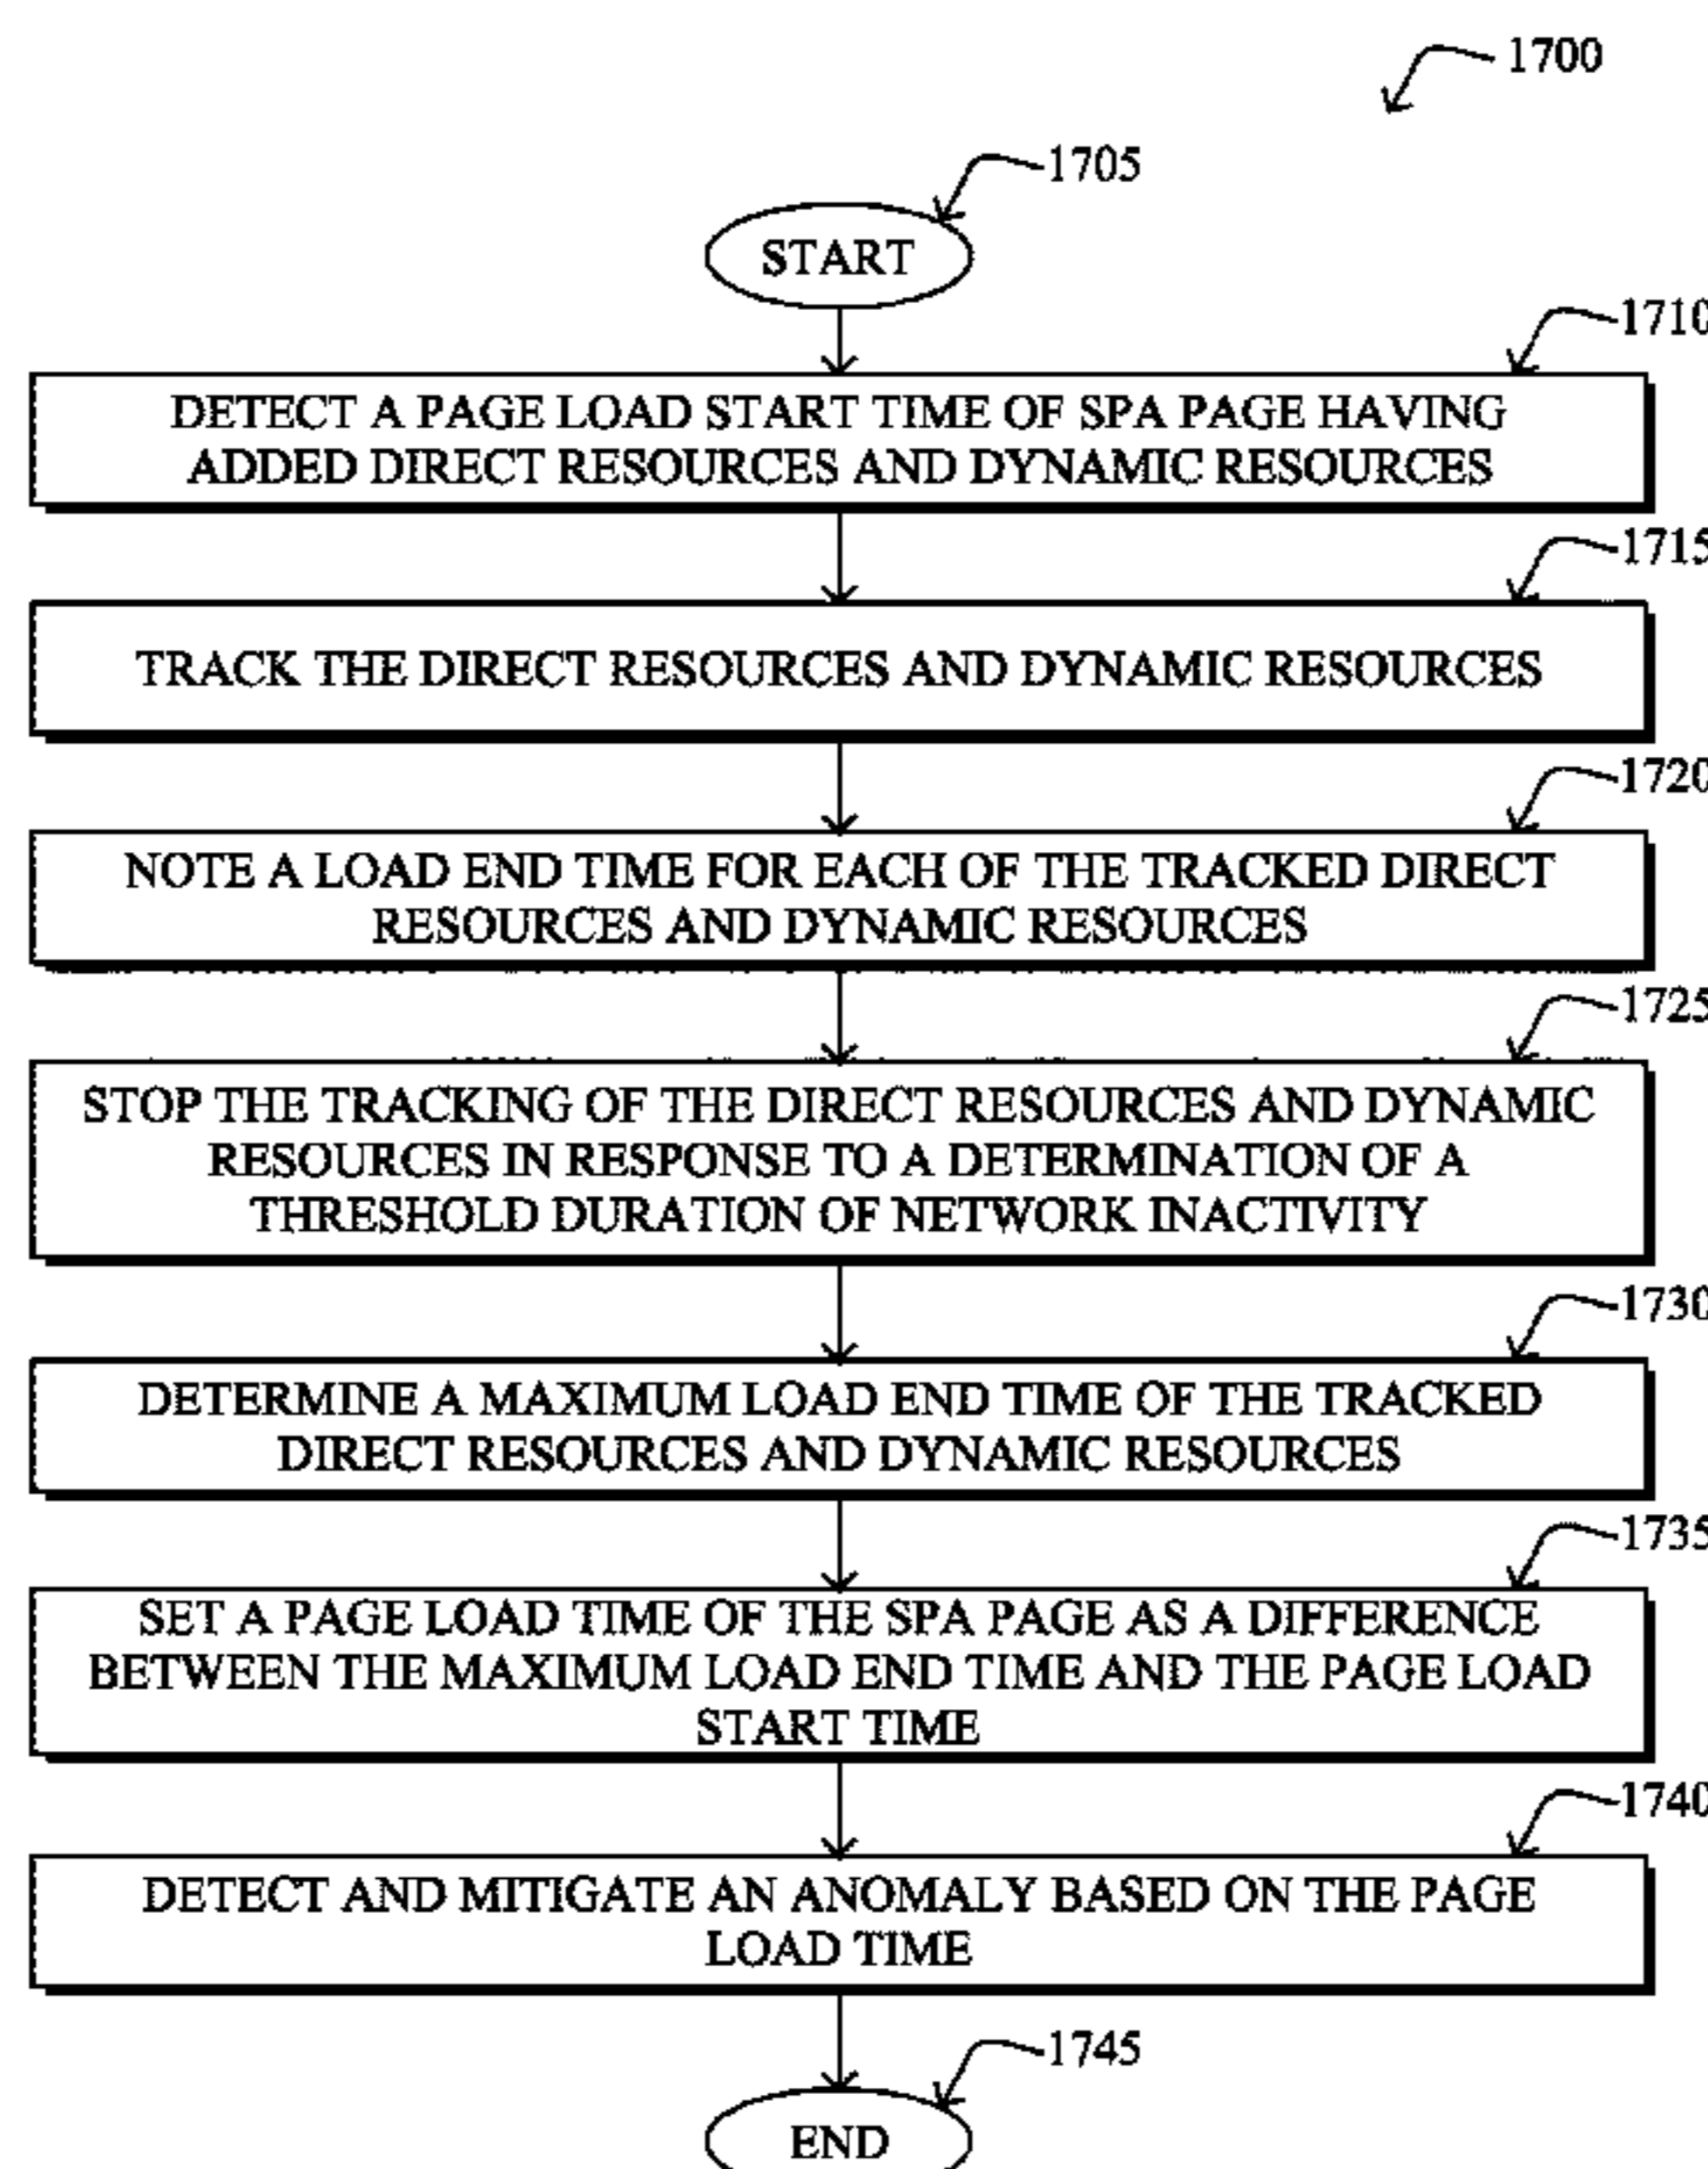 1700
1705
START
1710
DETECT A PAGE LOAD START TIME OF SPA PAGE HAVING
ADDED DIRECT RESOURCES AND DYNAMIC RESOURCES
1715
TRACK THE DIRECT RESOURCES AND DYNAMIC RESOURCES
1720
NOTE A LOAD END TIME FOR EACH OF THE TRACKED DIRECT
RESOURCES AND DYNAMIC RESOURCES
1725
STOP THE TRACKING OF THE DIRECT RESOURCES AND DYNAMIC
RESOURCES IN RESPONSE TO A DETERMINATION OF A
THRESHOLD DURATION OF NETWORK INACTIVITY
1730
DETERMINE A MAXIMUM LOAD END TIME OF THE TRACKED
DIRECT RESOURCES AND DYNAMIC RESOURCES
1735
SET A PAGE LOAD TIME OF THE SPA PAGE AS A DIFFERENCE
BETWEEN THE MAXIMUM LOAD END TIME AND THE PAGE LOAD
START TIME
1740
DETECT AND MITIGATE AN ANOMALY BASED ON THE PAGE
LOAD TIME
1745
END